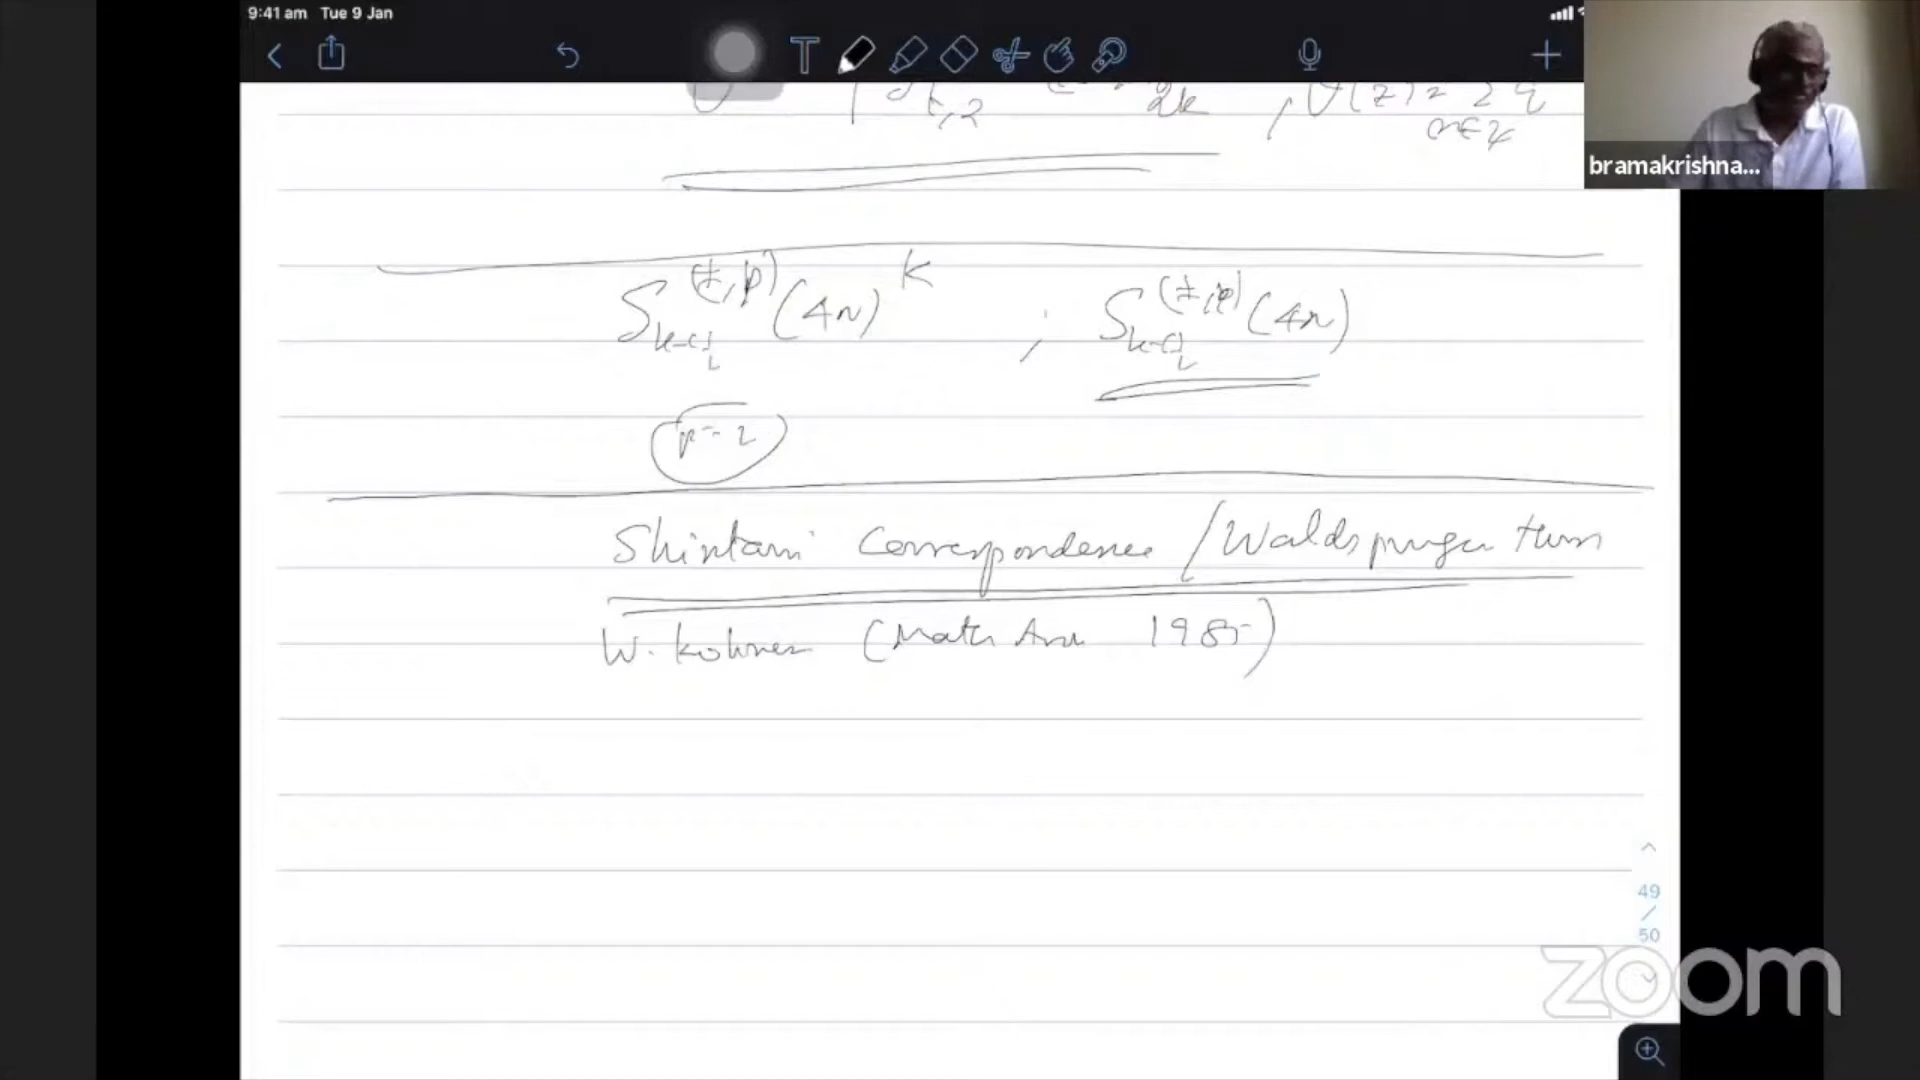 9:41 am Tue 9 Jan
T
2k , θ(z) = Σ q
n∈Z
bramakrishna...
S_{k-1/2}^{(±,p)}(4N)^K ; S_{k-1/2}^{(±,p)}(4N)
p=2
Shintani Correspondence / Waldspurger thm
W. Kohnen (Math Ann 1985)
49
/
50
zoom